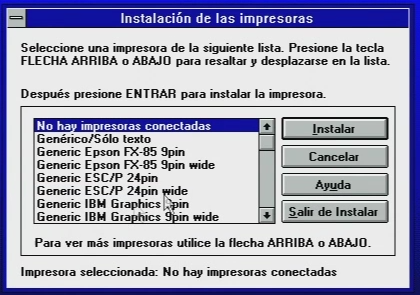 Instalación de las impresoras
Seleccione una impresora de la siguiente lista. Presione la tecla
FLECHA ARRIBA o ABAJO para resaltar y desplazarse en la lista.
Después presione ENTRAR para instalar la impresora.
No hay impresoras conectadas
Genérico/Sólo texto
Generic Epson FX-85 9pin
Generic Epson FX-85 9pin wide
Generic ESC/P 24pin
Generic ESC/P 24pin wide
Generic IBM Graphics 9pin
Generic IBM Graphics 9pin wide
Instalar
Cancelar
Ayuda
Salir de Instalar
Para ver más impresoras utilice la flecha ARRIBA o ABAJO.
Impresora seleccionada: No hay impresoras conectadas